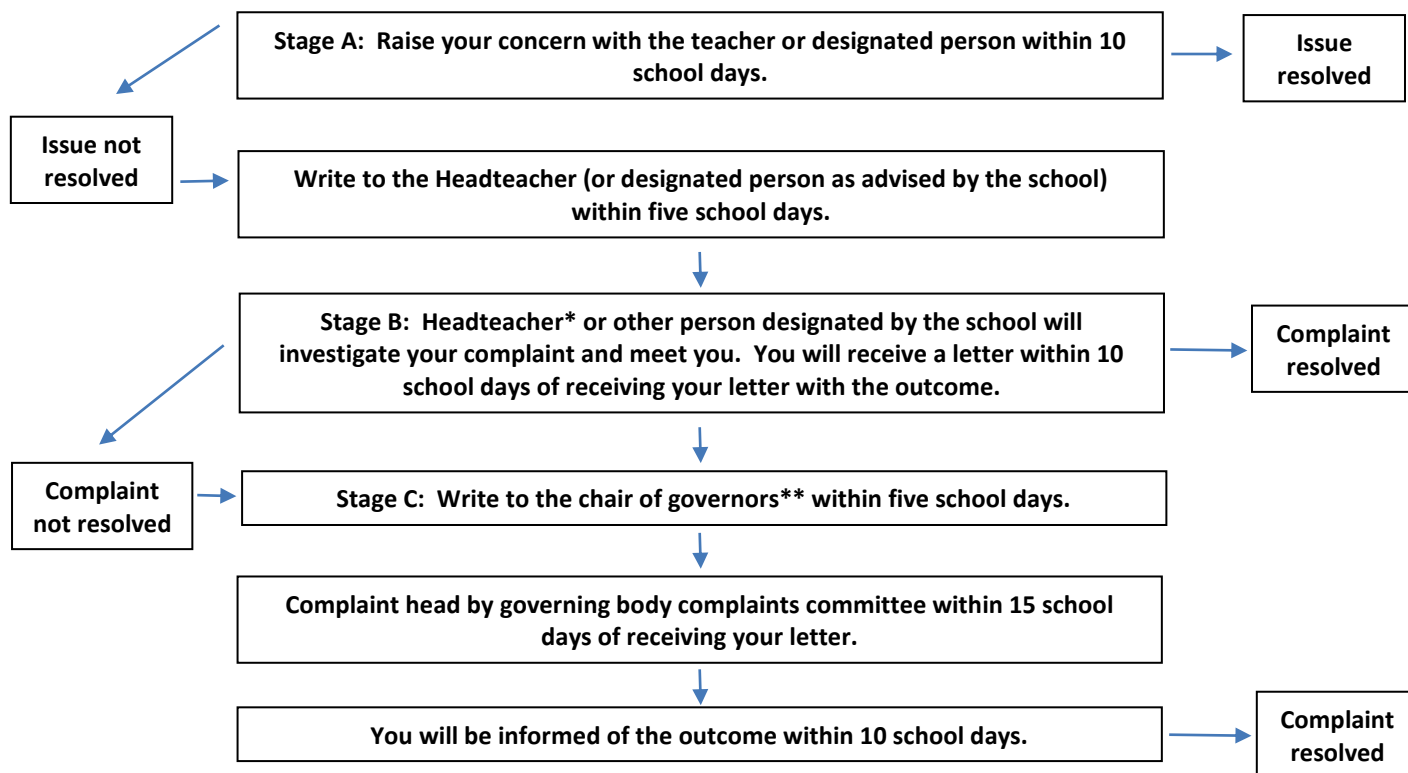 Stage A:  Raise your concern with the teacher or designated person within 10
school days.
Issue
resolved
Issue not
resolved
Write to the Headteacher (or designated person as advised by the school)
within five school days.
Stage B:  Headteacher* or other person designated by the school will
investigate your complaint and meet you.  You will receive a letter within 10
school days of receiving your letter with the outcome.
Complaint
resolved
Complaint
not resolved
Stage C:  Write to the chair of governors** within five school days.
Complaint head by governing body complaints committee within 15 school
days of receiving your letter.
You will be informed of the outcome within 10 school days.
Complaint
resolved